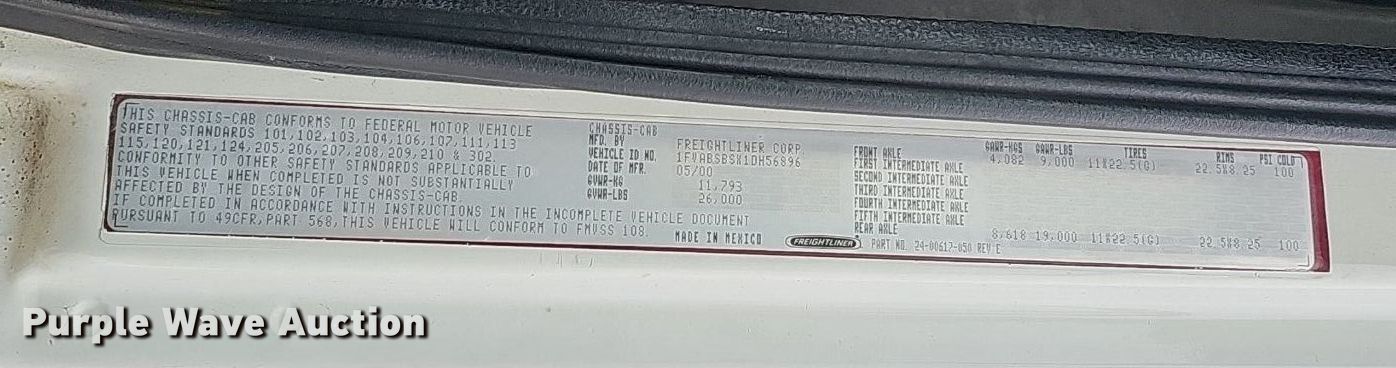 THIS CHASSIS-CAB CONFORMS TO FEDERAL MOTOR VEHICLE
SAFETY STANDARDS 101,102,103,104,106,107,111,113
115,120,121,124,205,206,207,208,209,210 & 302.
CONFORMITY TO OTHER SAFETY STANDARDS APPLICABLE TO
THIS VEHICLE WHEN COMPLETED IS NOT SUBSTANTIALLY
AFFECTED BY THE DESIGN OF THE CHASSIS-CAB.
IF COMPLETED IN ACCORDANCE WITH INSTRUCTIONS IN THE INCOMPLETE VEHICLE DOCUMENT
PURSUANT TO 49CFR,PART 568,THIS VEHICLE WILL CONFORM TO FMVSS 108.
CHASSIS-CAB
MFD. BY FREIGHTLINER CORP.
VEHICLE ID NO. 1FVABSBSX1DH56896
DATE OF MFR. 05/00
GVWR-KG 11,793
GVWR-LBS 26,000
MADE IN MEXICO
FREIGHTLINER
PART NO. 24-00617-050 REV E
GAWR-KGS GAWR-LBS TIRES RIMS PSI COLD
FRONT AXLE 4,082 9,000 11X22.5(G) 22.5X8.25 100
FIRST INTERMEDIATE AXLE
SECOND INTERMEDIATE AXLE
THIRD INTERMEDIATE AXLE
FOURTH INTERMEDIATE AXLE
FIFTH INTERMEDIATE AXLE
REAR AXLE 8,618 19,000 11X22.5(G) 22.5X8.25 100
Purple Wave Auction